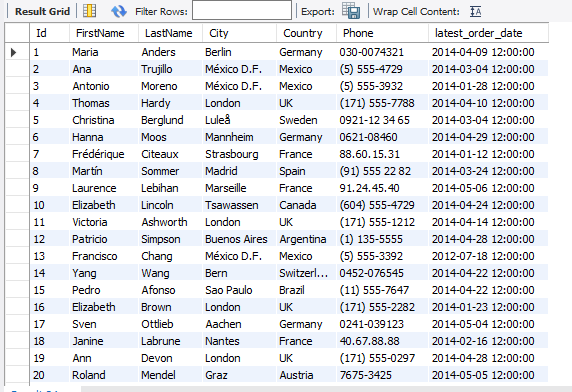 Result Grid Filter Rows: Export: Wrap Cell Content:
Id FirstName LastName City Country Phone latest_order_date
1 Maria Anders Berlin Germany 030-0074321 2014-04-09 12:00:00
2 Ana Trujillo México D.F. Mexico (5) 555-4729 2014-03-04 12:00:00
3 Antonio Moreno México D.F. Mexico (5) 555-3932 2014-01-28 12:00:00
4 Thomas Hardy London UK (171) 555-7788 2014-04-10 12:00:00
5 Christina Berglund Luleå Sweden 0921-12 34 65 2014-03-04 12:00:00
6 Hanna Moos Mannheim Germany 0621-08460 2014-04-29 12:00:00
7 Frédérique Citeaux Strasbourg France 88.60.15.31 2014-01-12 12:00:00
8 Martín Sommer Madrid Spain (91) 555 22 82 2014-03-24 12:00:00
9 Laurence Lebihan Marseille France 91.24.45.40 2014-05-06 12:00:00
10 Elizabeth Lincoln Tsawassen Canada (604) 555-4729 2014-04-24 12:00:00
11 Victoria Ashworth London UK (171) 555-1212 2014-04-14 12:00:00
12 Patricio Simpson Buenos Aires Argentina (1) 135-5555 2014-04-28 12:00:00
13 Francisco Chang México D.F. Mexico (5) 555-3392 2012-07-18 12:00:00
14 Yang Wang Bern Switzerl... 0452-076545 2014-04-22 12:00:00
15 Pedro Afonso Sao Paulo Brazil (11) 555-7647 2014-04-22 12:00:00
16 Elizabeth Brown London UK (171) 555-2282 2014-01-23 12:00:00
17 Sven Ottlieb Aachen Germany 0241-039123 2014-05-04 12:00:00
18 Janine Labrune Nantes France 40.67.88.88 2014-02-16 12:00:00
19 Ann Devon London UK (171) 555-0297 2014-04-28 12:00:00
20 Roland Mendel Graz Austria 7675-3425 2014-05-05 12:00:00